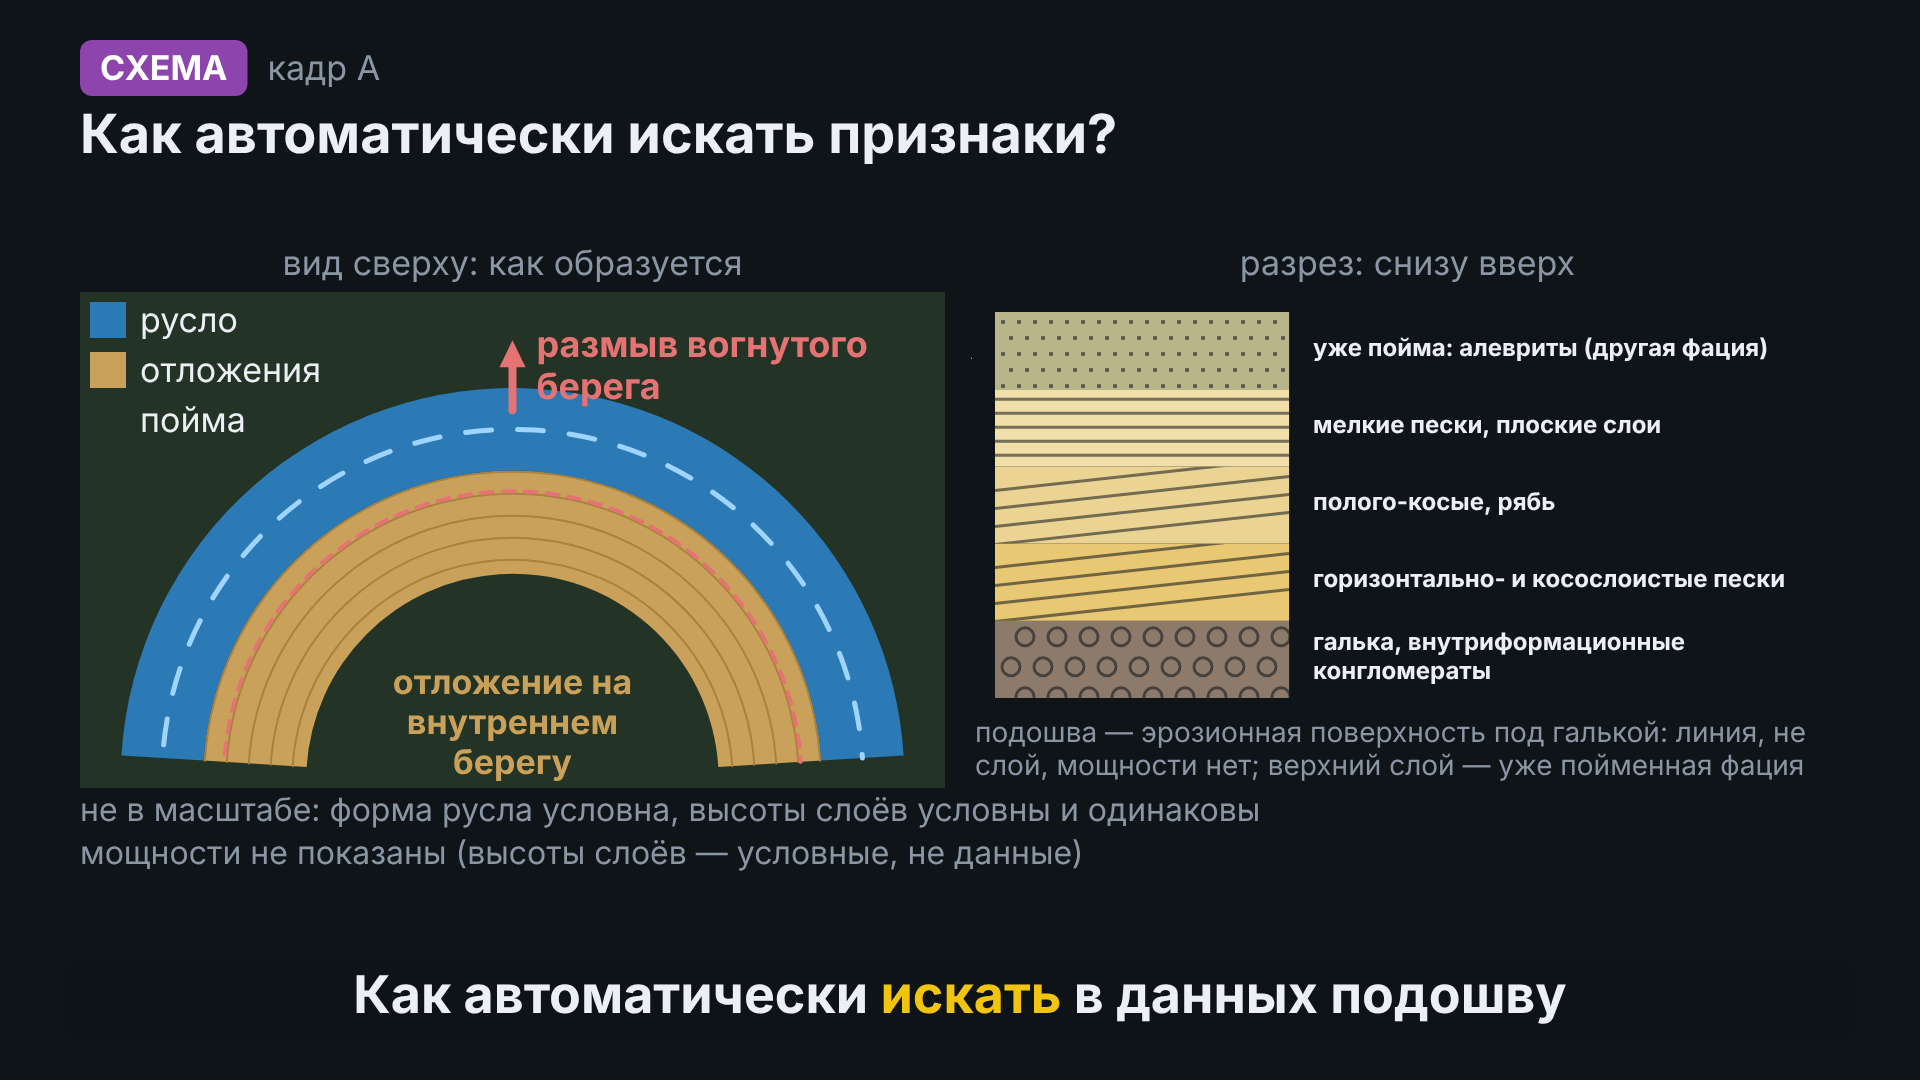 СХЕМА кадр А
Как автоматически искать признаки?
вид сверху: как образуется
русло
отложения
пойма
размыв вогнутого
берега
отложение на
внутреннем
берегу
разрез: снизу вверх
уже пойма: алевриты (другая фация)
мелкие пески, плоские слои
полого-косые, рябь
горизонтально- и косослоистые пески
галька, внутриформационные
конгломераты
подошва — эрозионная поверхность под галькой: линия, не
слой, мощности нет; верхний слой — уже пойменная фация
не в масштабе: форма русла условна, высоты слоёв условны и одинаковы
мощности не показаны (высоты слоёв — условные, не данные)
Как автоматически искать в данных подошву